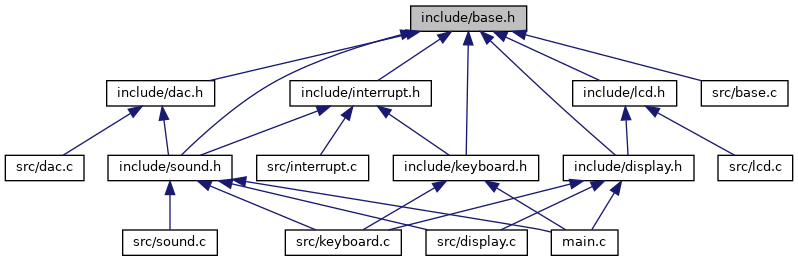 include/base.h
include/dac.h
include/interrupt.h
include/lcd.h
src/base.c
src/dac.c
include/sound.h
src/interrupt.c
include/keyboard.h
include/display.h
src/lcd.c
src/sound.c
src/keyboard.c
src/display.c
main.c